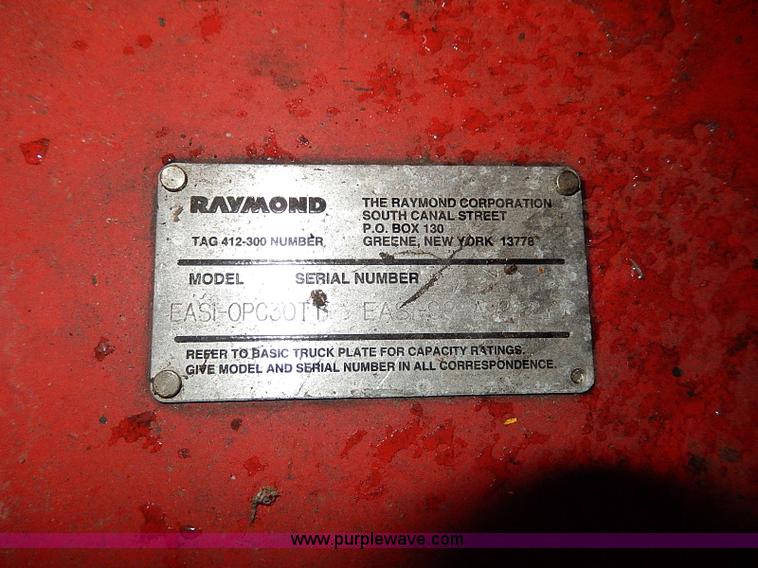 RAYMOND
TAG 412-300 NUMBER
THE RAYMOND CORPORATION
SOUTH CANAL STREET
P.O. BOX 130
GREENE, NEW YORK 13778
MODEL SERIAL NUMBER
REFER TO BASIC TRUCK PLATE FOR CAPACITY RATINGS.
GIVE MODEL AND SERIAL NUMBER IN ALL CORRESPONDENCE.
www.purplewave.com